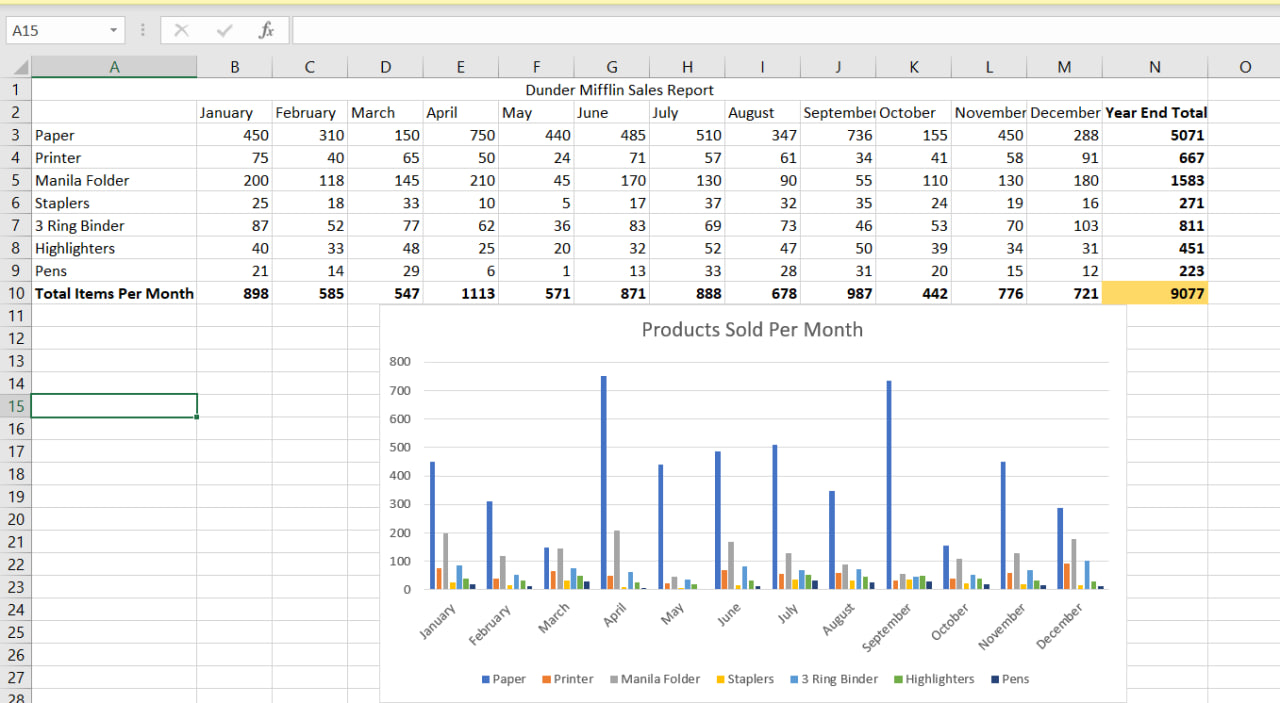 A15 fx
A B C D E F G H I J K L M N O
1 Dunder Mifflin Sales Report
2 January February March April May June July August September October November December Year End Total
3 Paper 450 310 150 750 440 485 510 347 736 155 450 288 5071
4 Printer 75 40 65 50 24 71 57 61 34 41 58 91 667
5 Manila Folder 200 118 145 210 45 170 130 90 55 110 130 180 1583
6 Staplers 25 18 33 10 5 17 37 32 35 24 19 16 271
7 3 Ring Binder 87 52 77 62 36 83 69 73 46 53 70 103 811
8 Highlighters 40 33 48 25 20 32 52 47 50 39 34 31 451
9 Pens 21 14 29 6 1 13 33 28 31 20 15 12 223
10 Total Items Per Month 898 585 547 1113 571 871 888 678 987 442 776 721 9077
11
12 Products Sold Per Month
13 800
14 700
15
16 600
17 500
18 400
19 300
20
21 200
22 100
23 0
24 January February March April May June July August September October November December
25
26
27 Paper Printer Manila Folder Staplers 3 Ring Binder Highlighters Pens
28